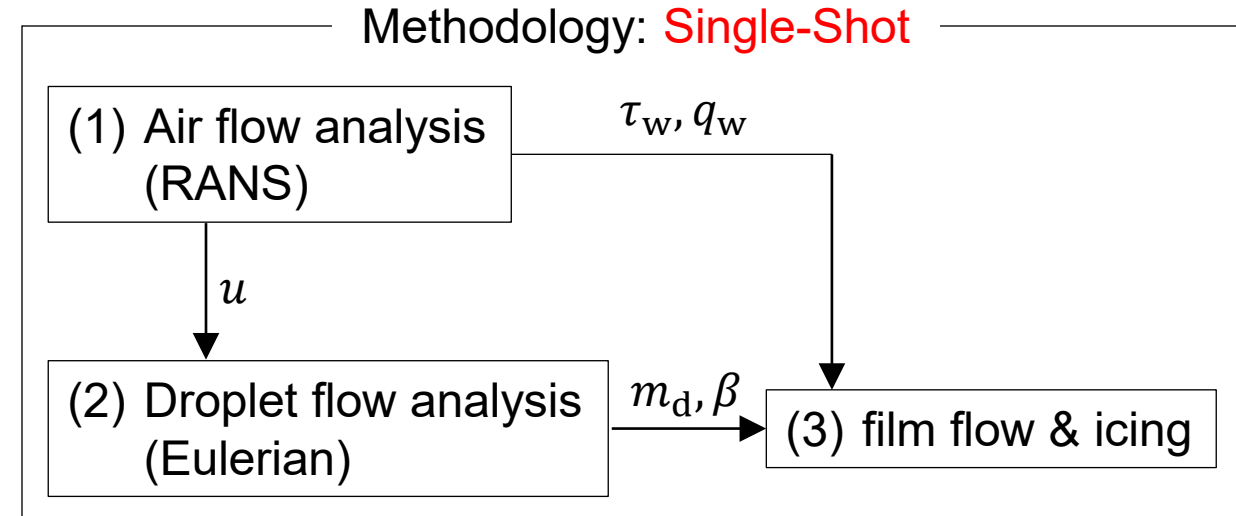 Methodology: Single-Shot
(1) Air flow analysis
(RANS)
τw, qw
u
(2) Droplet flow analysis
(Eulerian)
md, β
(3) film flow & icing